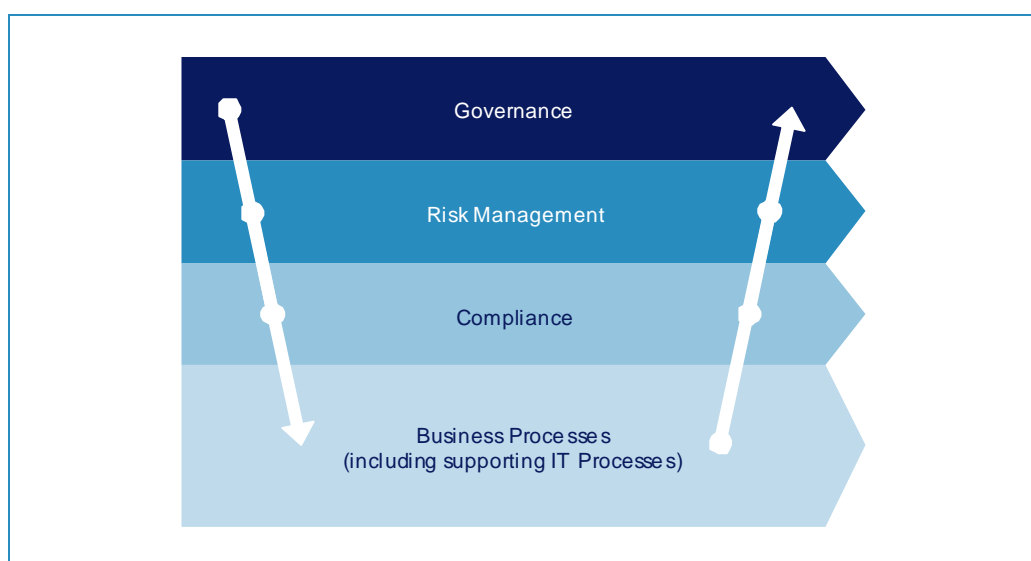 Governance
Risk Management
Compliance
Business Processes
(including supporting IT Processes)